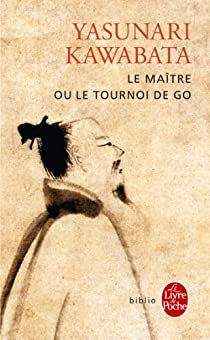 YASUNARI
KAWABATA
LE MAÎTRE
OU LE TOURNOI DE GO
biblio
Le
Livre
de
Poche